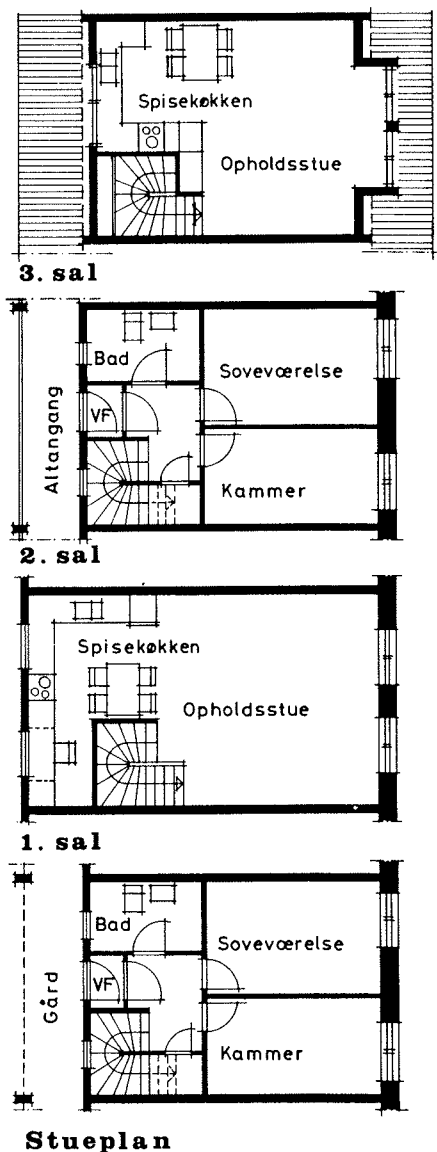 Spisekøkken
Opholdsstue
3. sal
Bad
Soveværelse
VF
Altangang
Kammer
2. sal
Spisekøkken
Opholdsstue
1. sal
Bad
Soveværelse
VF
Gård
Kammer
Stueplan